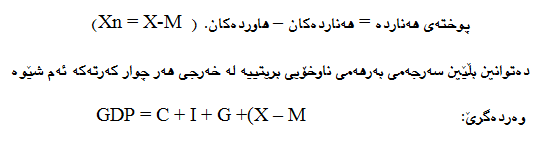 پوختەی هەناردە = هەناردەکان – هاوردەکان. ( Xn = X-M)
دەتوانین بڵێین سەرجەمی بەرهەمی ناوخۆیی بریتییە لە خەرجی هەر چوار کەرتەکە ئەم شێوە
وەردەگرێ: GDP = C + I + G +(X – M